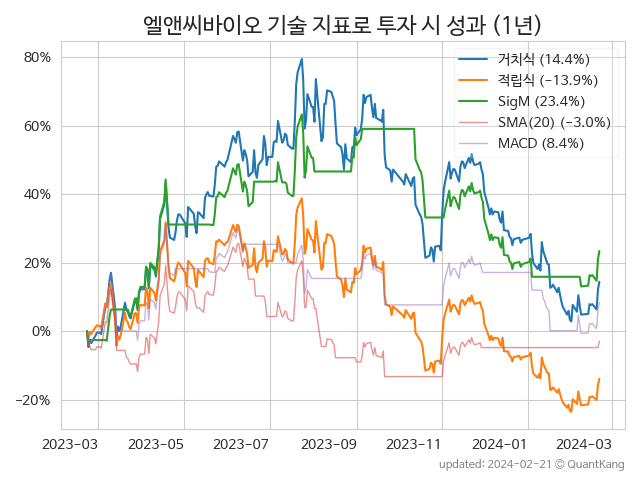 엘앤씨바이오 기술 지표로 투자 시 성과 (1년)
80%
60%
40%
20%
0%
−20%
거치식 (14.4%)
적립식 (−13.9%)
SigM (23.4%)
SMA(20) (−3.0%)
MACD (8.4%)
2023-03 2023-05 2023-07 2023-09 2023-11 2024-01 2024-03
updated: 2024-02-21 © QuantKang